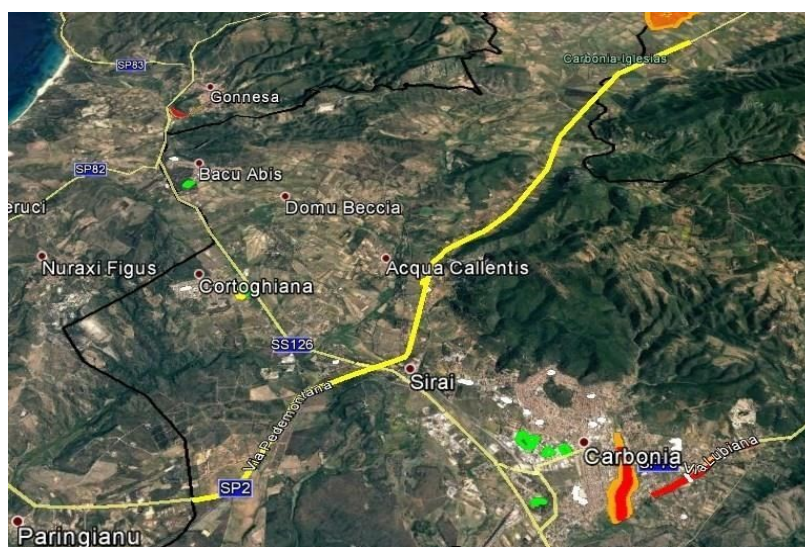 Carbonia-Iglesias
SP83
Gonnesa
SP82
Bacu Abis
Domu Beccia
eruci
Nuraxi Figus
Acqua Callentis
Cortoghiana
SS126
Sirai
Via Pedemontana
Carbonia
Via Lubiana
SP2
Paringianu